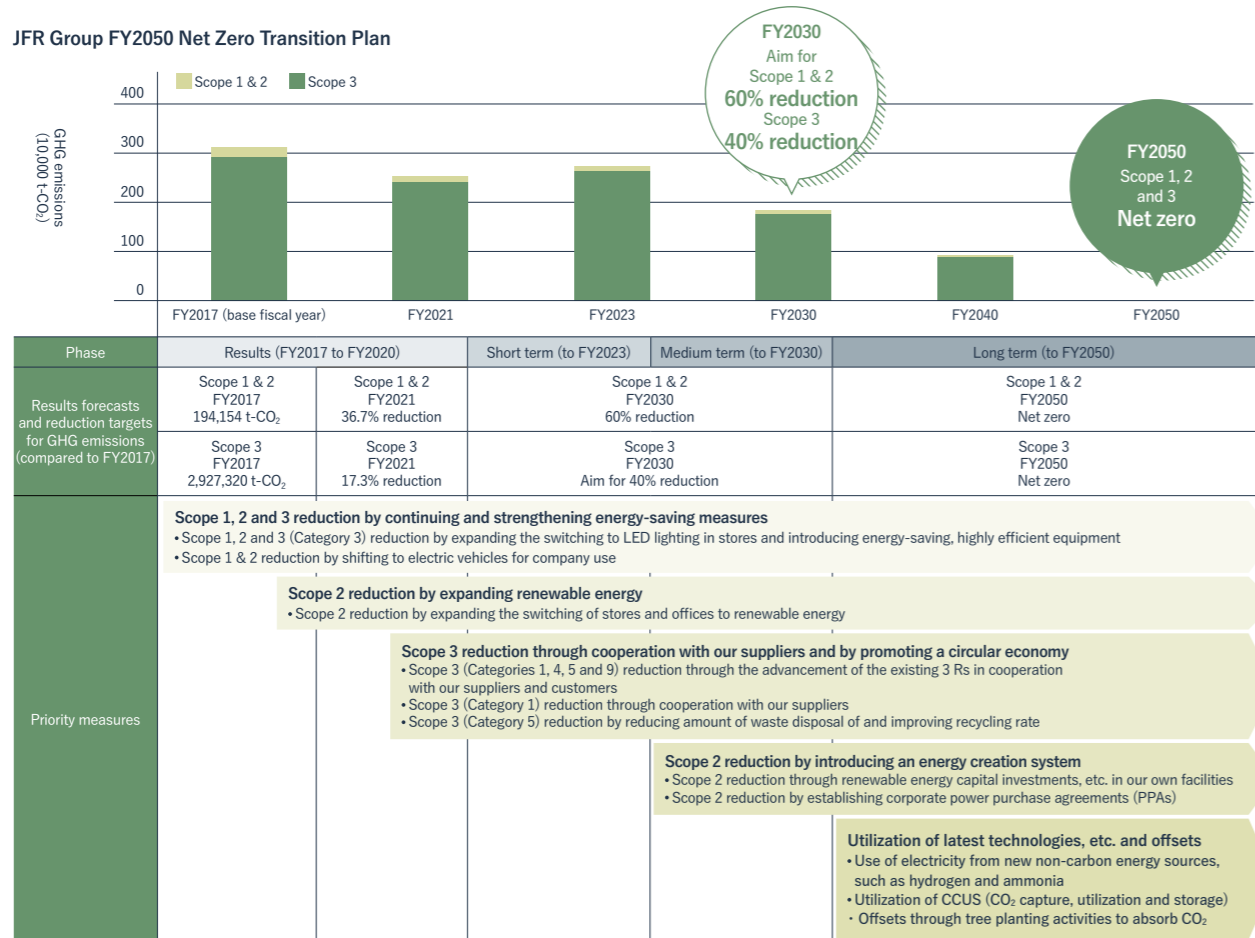 JFR Group FY2050 Net Zero Transition Plan
Scope 1 & 2
Scope 3
GHG emissions
(10,000 t-CO₂)
400
300
200
100
0
FY2030
Aim for
Scope 1 & 2
60% reduction
Scope 3
40% reduction
FY2050
Scope 1, 2
and 3
Net zero
FY2017 (base fiscal year)
FY2021
FY2023
FY2030
FY2040
FY2050
Phase
Results (FY2017 to FY2020)
Short term (to FY2023)
Medium term (to FY2030)
Long term (to FY2050)
Results forecasts
and reduction targets
for GHG emissions
(compared to FY2017)
Scope 1 & 2
FY2017
194,154 t-CO₂
Scope 1 & 2
FY2021
36.7% reduction
Scope 1 & 2
FY2030
60% reduction
Scope 1 & 2
FY2050
Net zero
Scope 3
FY2017
2,927,320 t-CO₂
Scope 3
FY2021
17.3% reduction
Scope 3
FY2030
Aim for 40% reduction
Scope 3
FY2050
Net zero
Priority measures
Scope 1, 2 and 3 reduction by continuing and strengthening energy-saving measures
• Scope 1, 2 and 3 (Category 3) reduction by expanding the switching to LED lighting in stores and introducing energy-saving, highly efficient equipment
• Scope 1 & 2 reduction by shifting to electric vehicles for company use
Scope 2 reduction by expanding renewable energy
• Scope 2 reduction by expanding the switching of stores and offices to renewable energy
Scope 3 reduction through cooperation with our suppliers and by promoting a circular economy
• Scope 3 (Categories 1, 4, 5 and 9) reduction through the advancement of the existing 3 Rs in cooperation
with our suppliers and customers
• Scope 3 (Category 1) reduction through cooperation with our suppliers
• Scope 3 (Category 5) reduction by reducing amount of waste disposal of and improving recycling rate
Scope 2 reduction by introducing an energy creation system
• Scope 2 reduction through renewable energy capital investments, etc. in our own facilities
• Scope 2 reduction by establishing corporate power purchase agreements (PPAs)
Utilization of latest technologies, etc. and offsets
• Use of electricity from new non-carbon energy sources,
such as hydrogen and ammonia
• Utilization of CCUS (CO₂ capture, utilization and storage)
· Offsets through tree planting activities to absorb CO₂